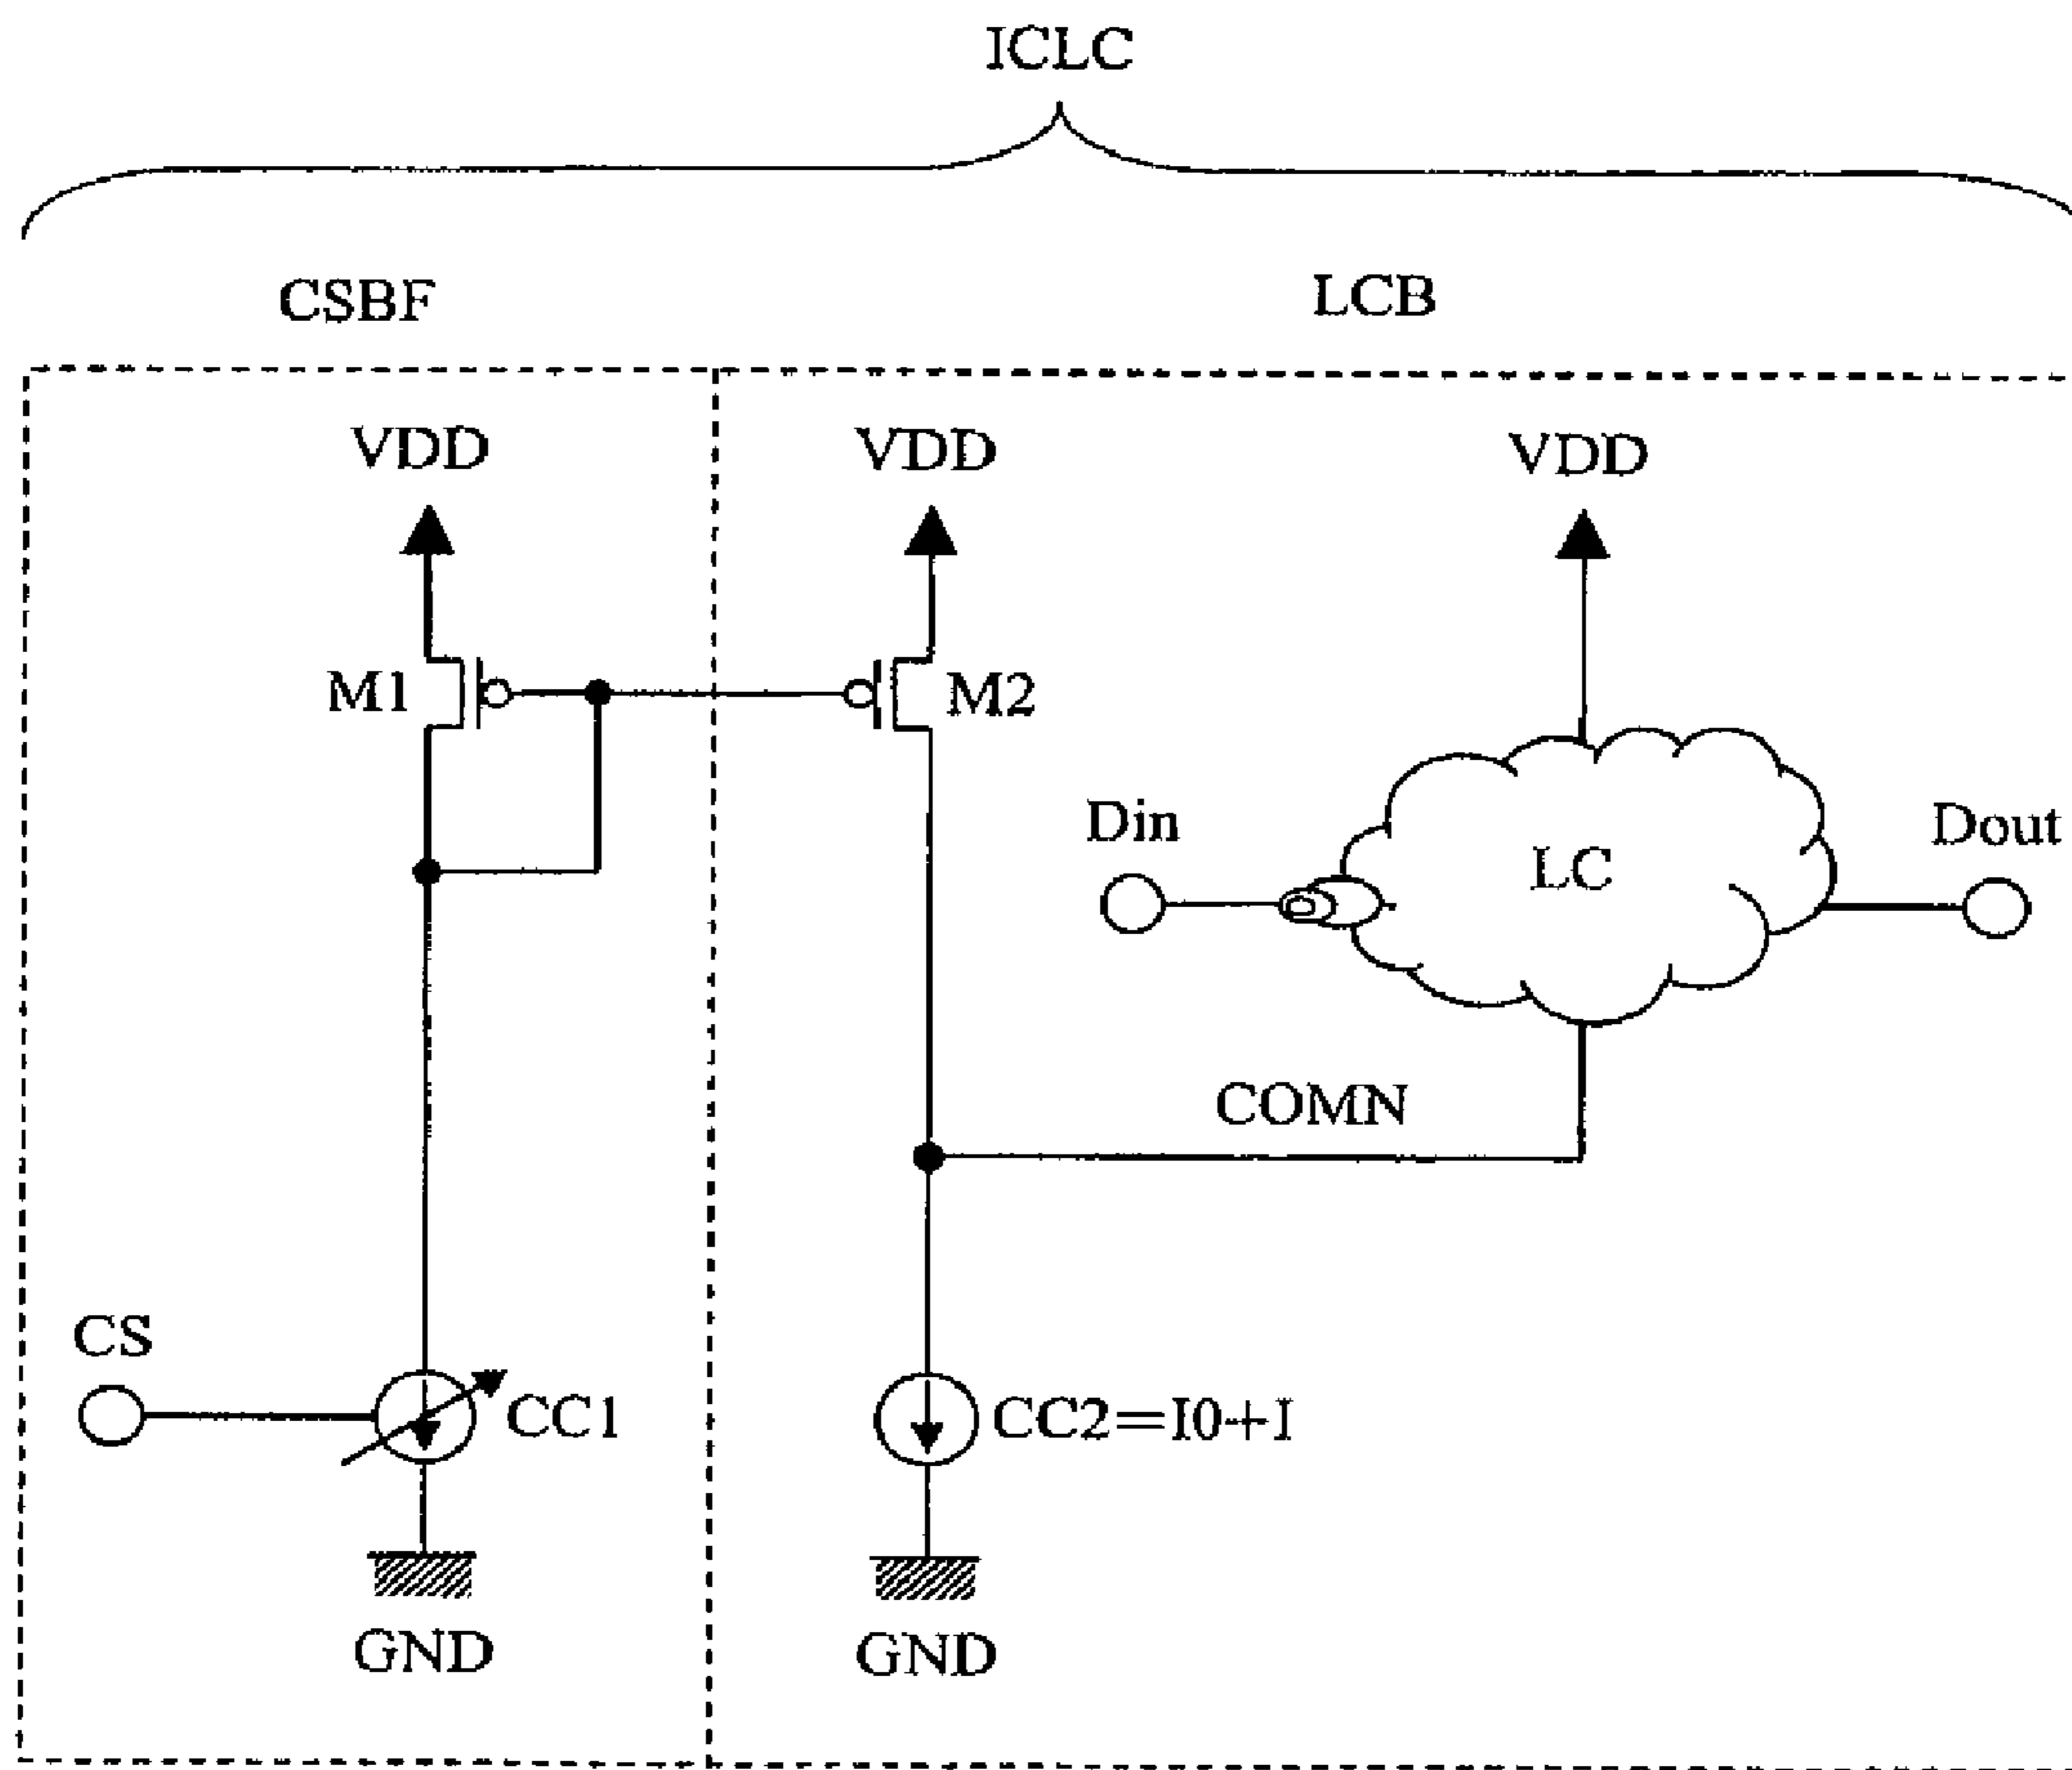 ICLC
CSBF
LCB
VDD
VDD
VDD
M1
M2
Din
LC
Dout
COMN
CS
CC1
CC2=I0+I
GND
GND